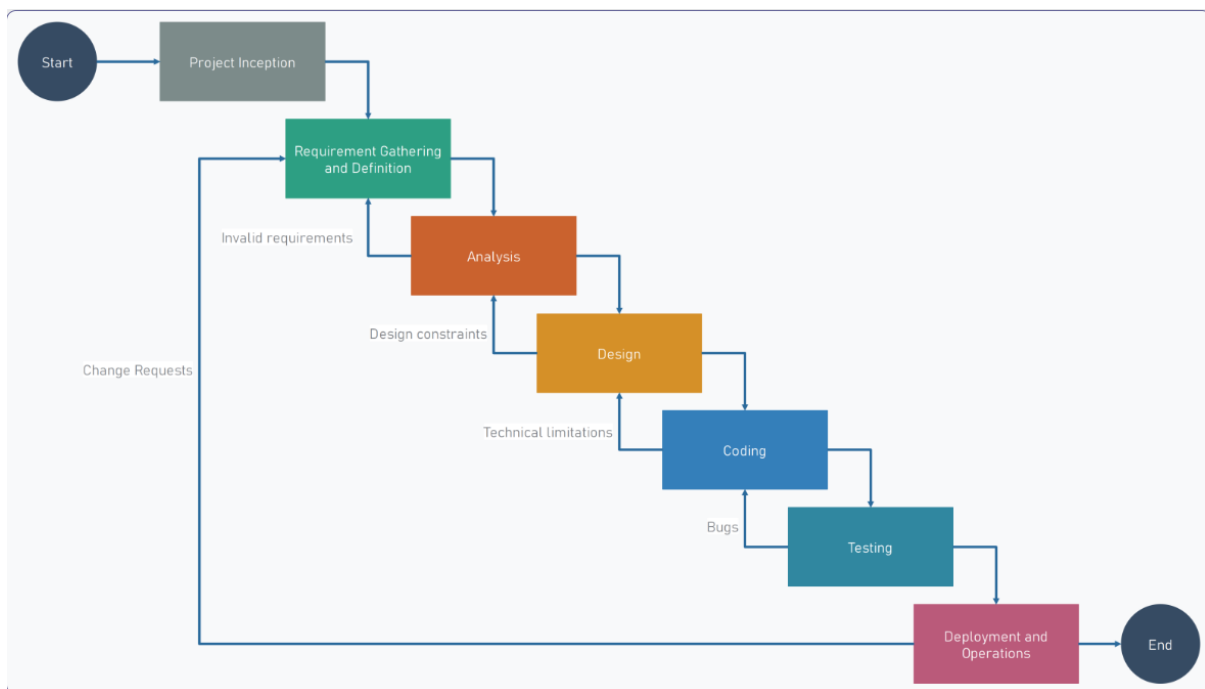 Start
Project Inception
Requirement Gathering
and Definition
Invalid requirements
Analysis
Design constraints
Design
Change Requests
Technical limitations
Coding
Bugs
Testing
Deployment and
Operations
End